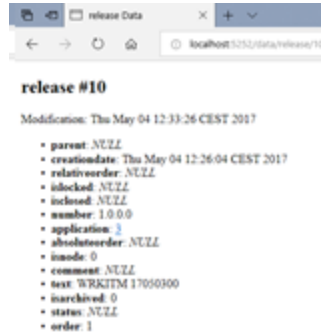 release Data
localhost:5252/data/release/10
release #10
Modification: Thu May 04 12:33:26 CEST 2017
parent: NULL
creationdate: Thu May 04 12:26:04 CEST 2017
relativeorder: NULL
islocked: NULL
isclosed: NULL
number: 1.0.0.0
application: 3
absoluteorder: NULL
isnode: 0
comment: NULL
text: WRKITM 17050300
isarchived: 0
status: NULL
order: 1